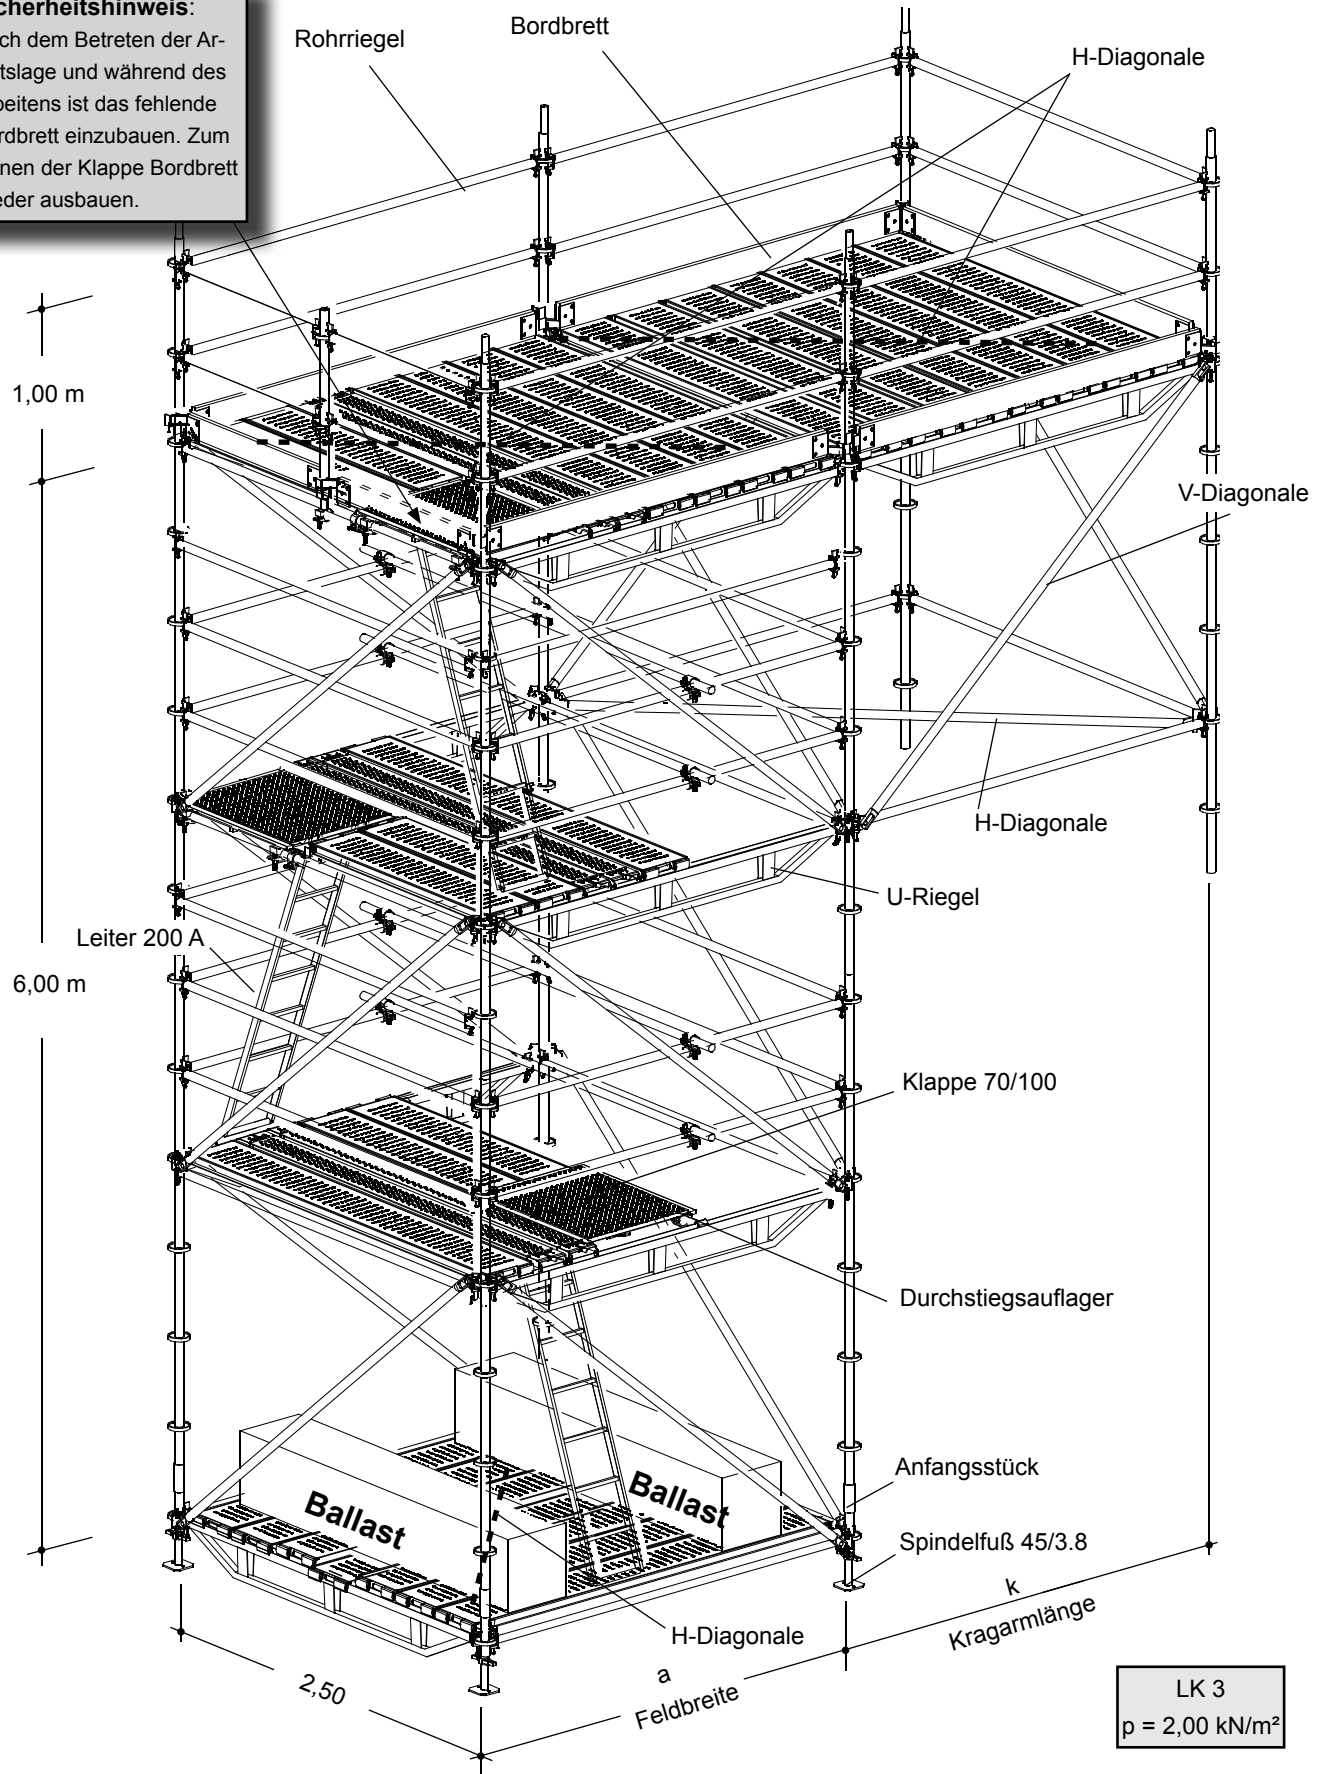 cherheitshinweis:
ch dem Betreten der Ar-
tslage und während des
beitens ist das fehlende
rdbrett einzubauen. Zum
nen der Klappe Bordbrett
eder ausbauen.
Rohrriegel
Bordbrett
H-Diagonale
1,00 m
V-Diagonale
H-Diagonale
U-Riegel
Leiter 200 A
6,00 m
Klappe 70/100
Durchstiegsauflager
Anfangsstück
Ballast
Ballast
Spindelfuß 45/3.8
k
Kragarmlänge
H-Diagonale
a
Feldbreite
2,50
LK 3
p = 2,00 kN/m²